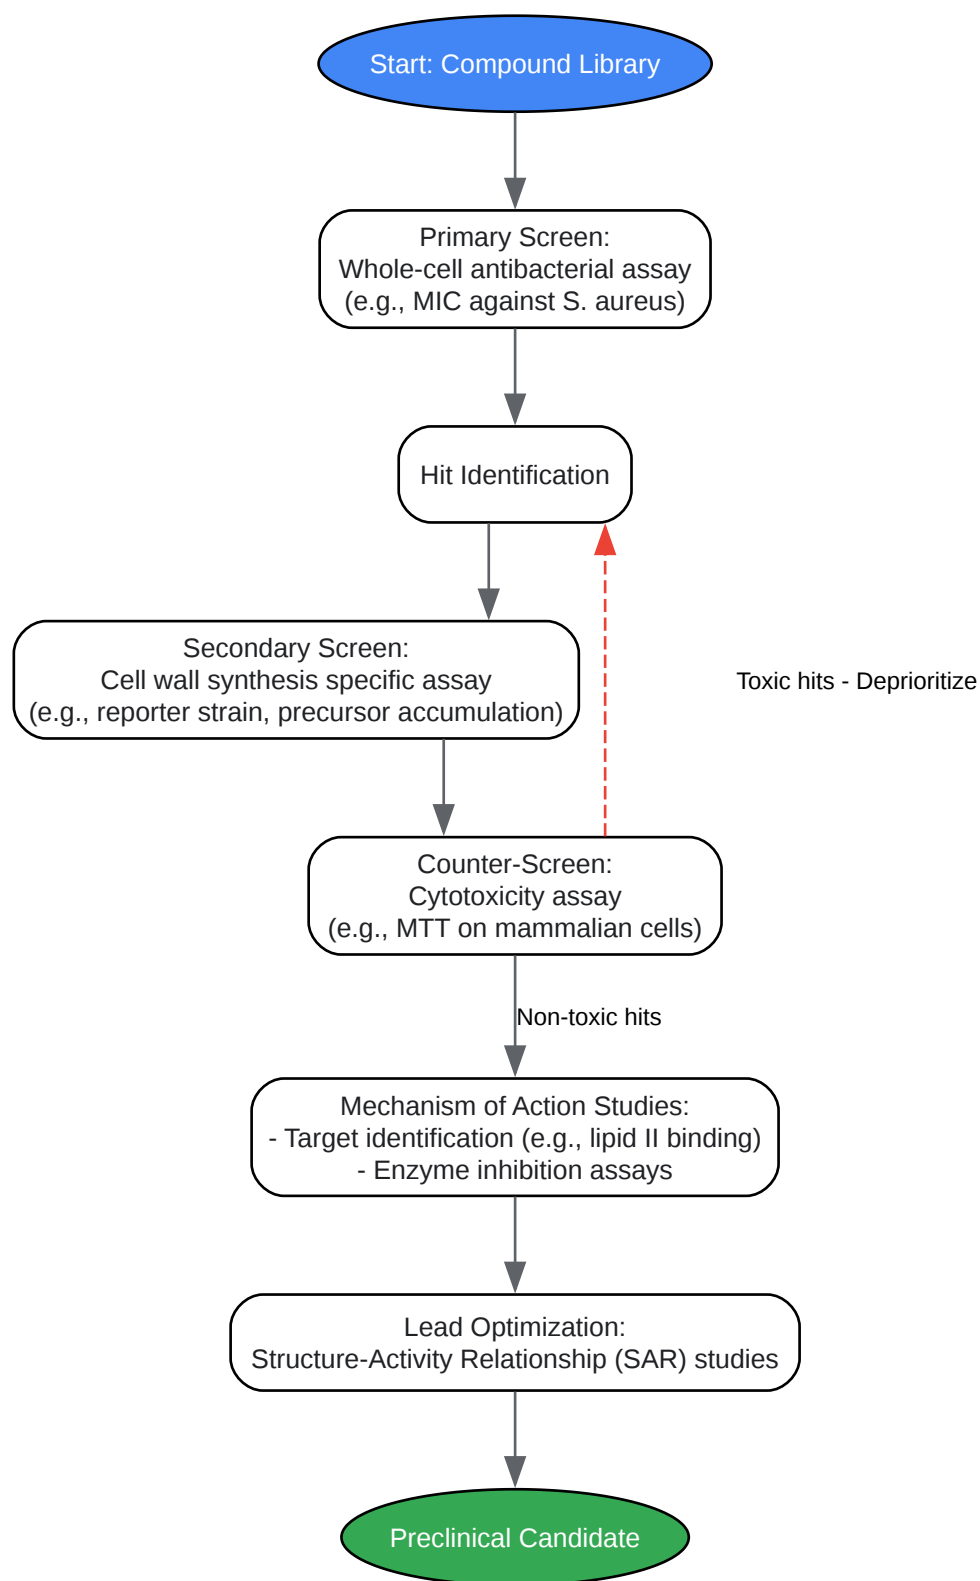 Start: Compound Library
Primary Screen:
Whole-cell antibacterial assay
(e.g., MIC against S. aureus)
Hit Identification
Secondary Screen:
Cell wall synthesis specific assay
(e.g., reporter strain, precursor accumulation)
Toxic hits - Deprioritize
Counter-Screen:
Cytotoxicity assay
(e.g., MTT on mammalian cells)
Non-toxic hits
Mechanism of Action Studies:
- Target identification (e.g., lipid II binding)
- Enzyme inhibition assays
Lead Optimization:
Structure-Activity Relationship (SAR) studies
Preclinical Candidate